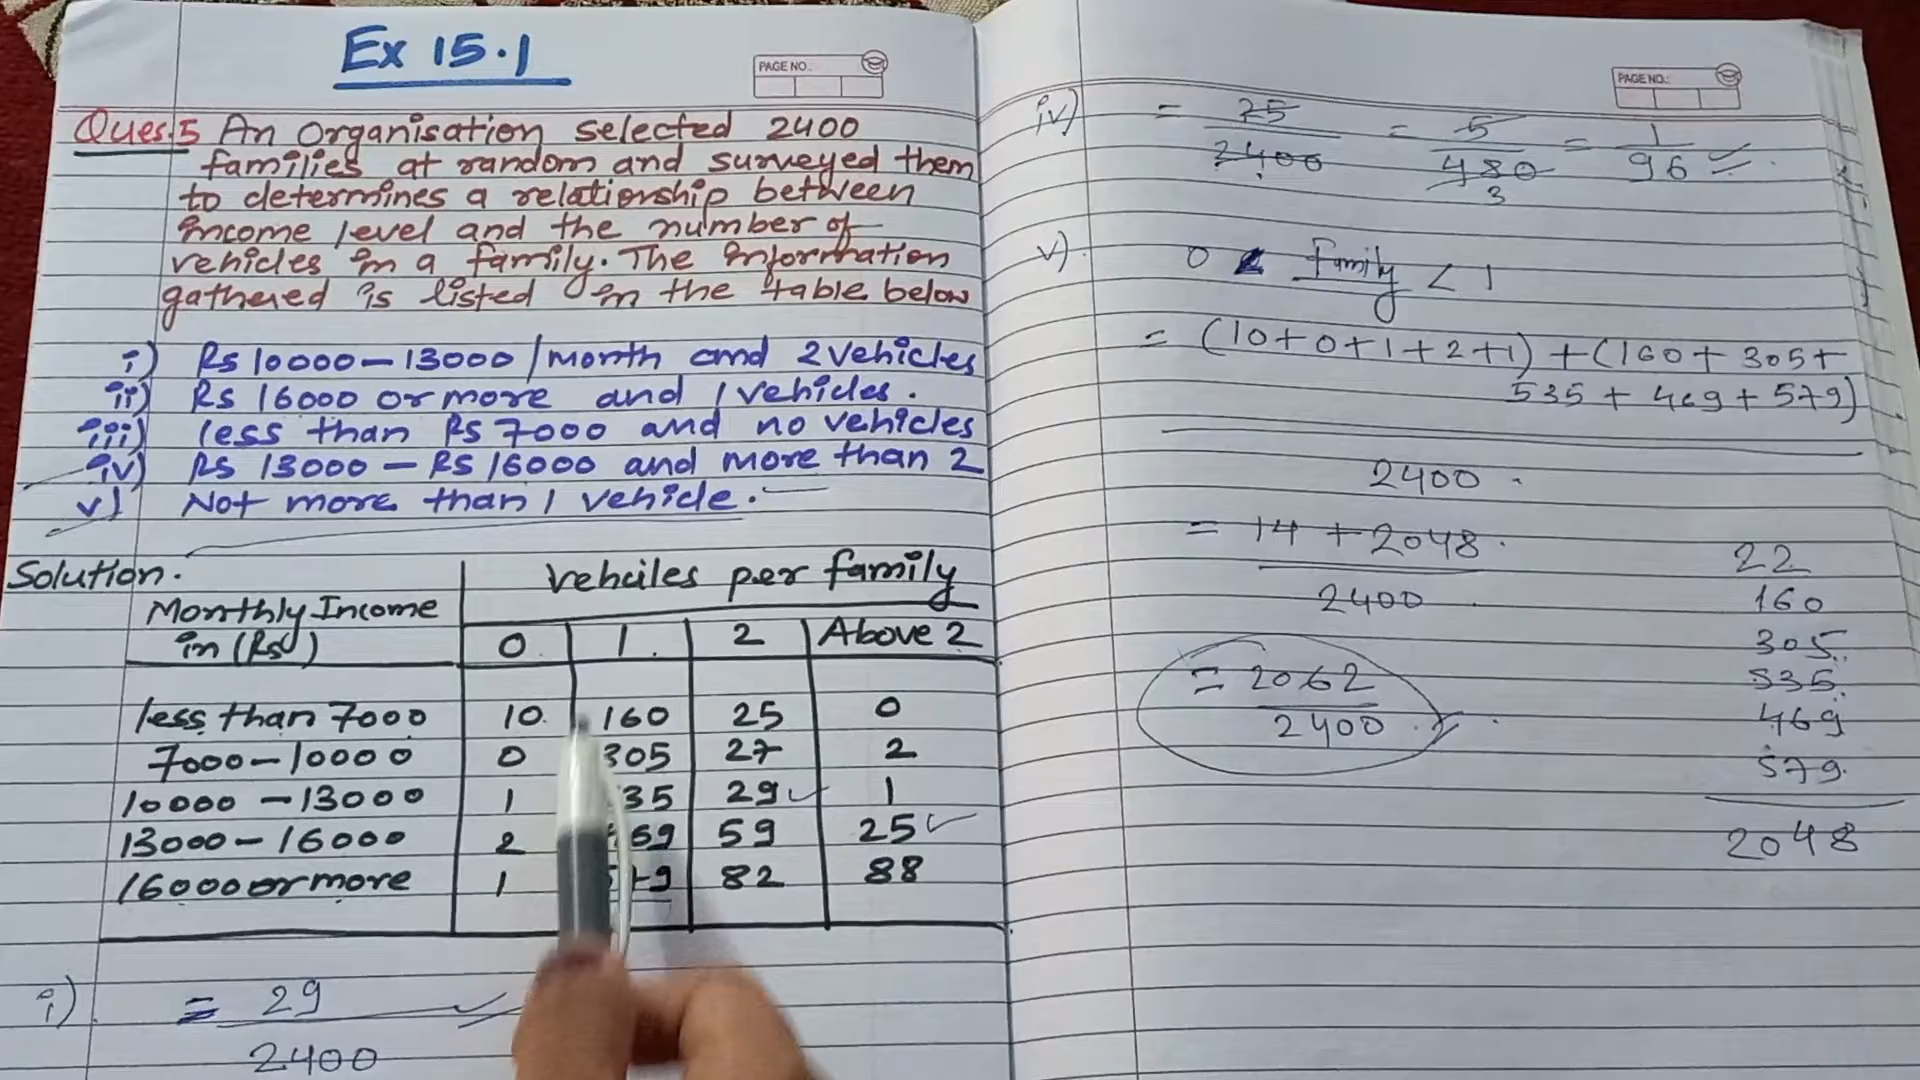 Ex 15.1
PAGE NO.:
Ques.5 An Organisation selected 2400
families at random and surveyed them
to determines a relationship between
income level and the number of
vehicles in a family. The information
gathered is listed in the table below
i) Rs 10000-13000/month and 2 vehicles
ii) Rs 16000 or more and 1 vehicles.
iii) less than Rs 7000 and no vehicles
iv) Rs 13000 - Rs 16000 and more than 2
v) Not more than 1 vehicle.
Solution.
Monthly Income
in (Rs)
vehciles per family
0 1 2 Above 2
less than 7000 10 160 25 0
7000-10000 0 305 27 2
10000-13000 1 35 29 1
13000-16000 2 69 59 25
16000 or more 1 79 82 88
i) = 29
2400
PAGE NO.:
iv) = 25 = 5 = 1
2400 480 96
3
v) 0 < family < 1
= (10+0+1+2+1) + (160+305+
535+469+579)
2400
= 14 + 2048
2400
= 2062
2400
22
160
305
535
469
579
2048